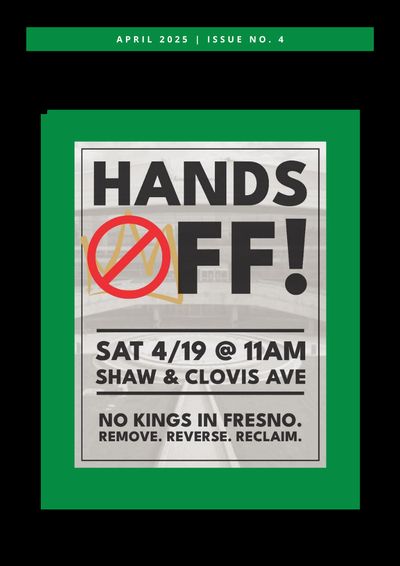 APRIL 2025 | ISSUE NO. 4
HANDS
OFF!
SAT 4/19 @ 11AM
SHAW & CLOVIS AVE
NO KINGS IN FRESNO.
REMOVE. REVERSE. RECLAIM.